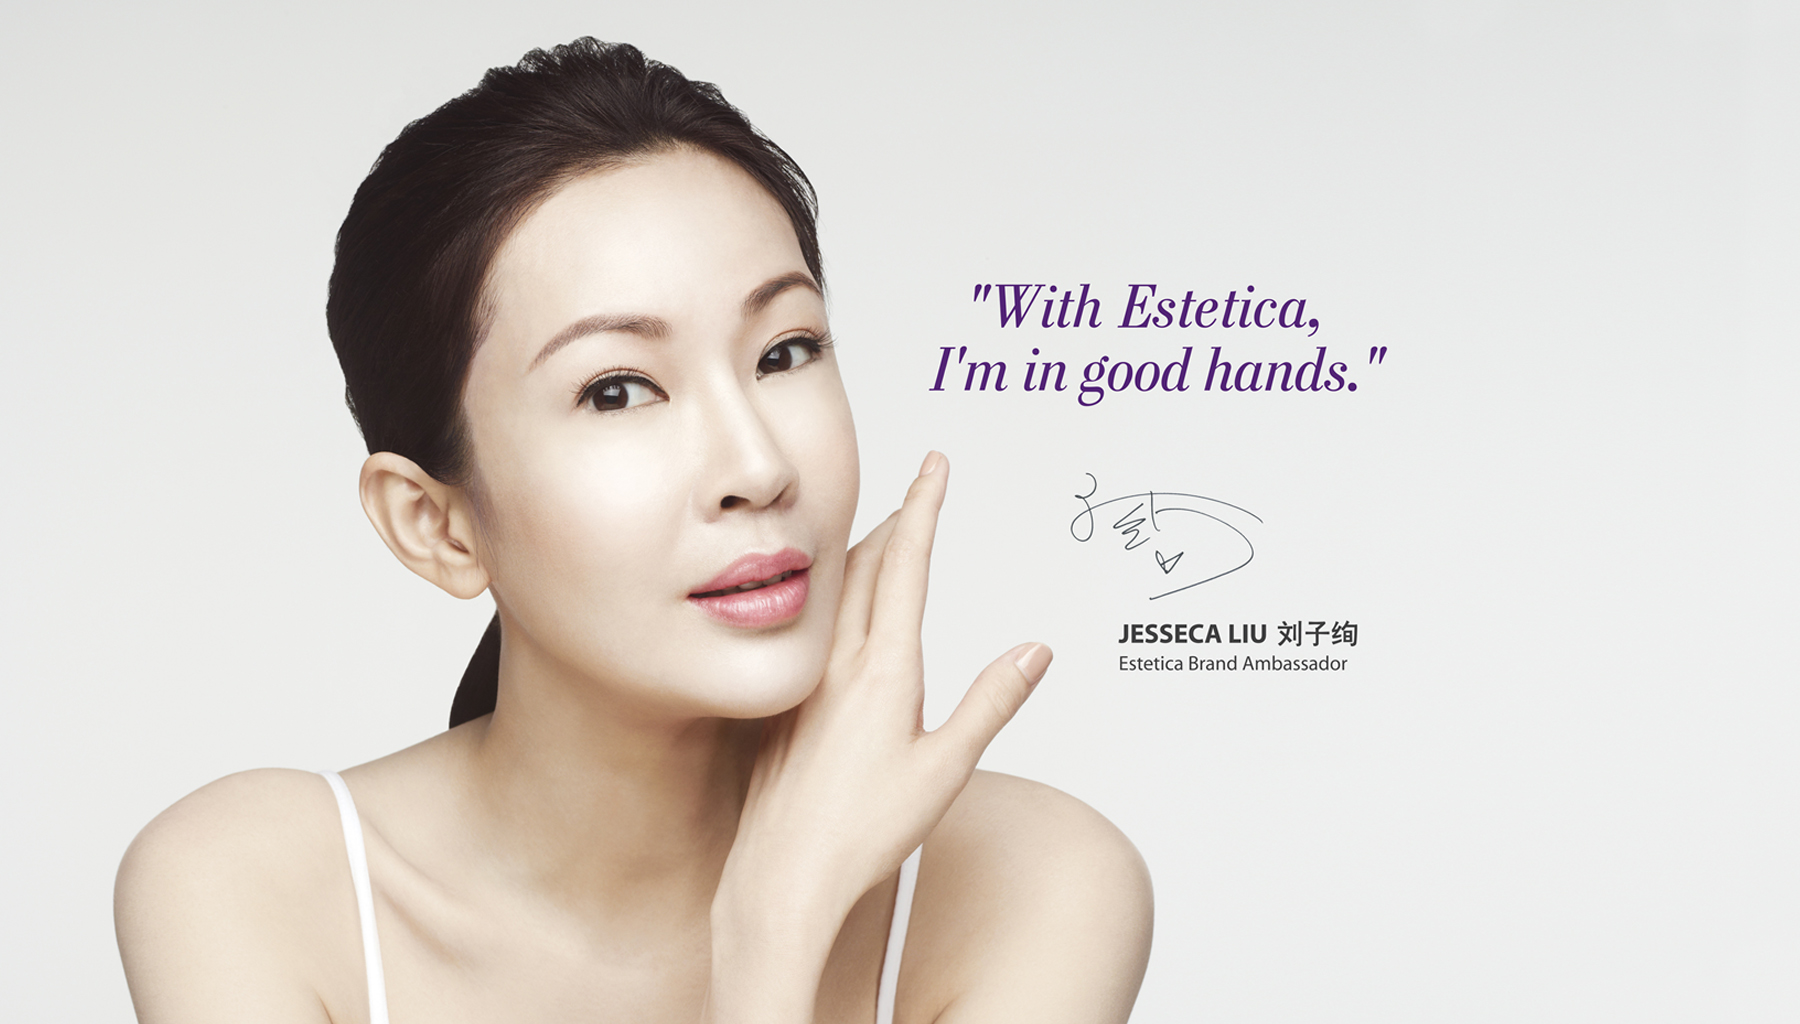 "With Estetica,
I'm in good hands."
JESSECA LIU 刘子绚
Estetica Brand Ambassador